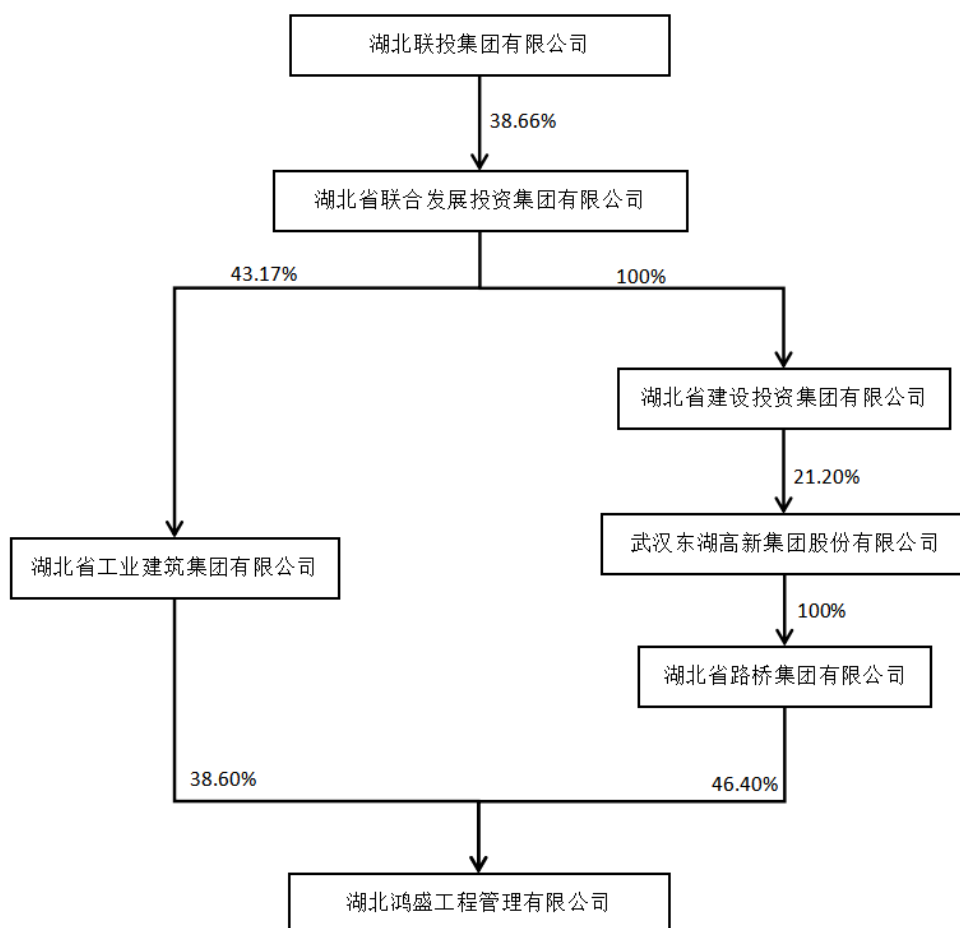 湖北联投集团有限公司
38.66%
湖北省联合发展投资集团有限公司
43.17%
100%
湖北省建设投资集团有限公司
21.20%
武汉东湖高新集团股份有限公司
湖北省工业建筑集团有限公司
100%
湖北省路桥集团有限公司
38.60%
46.40%
湖北鸿盛工程管理有限公司